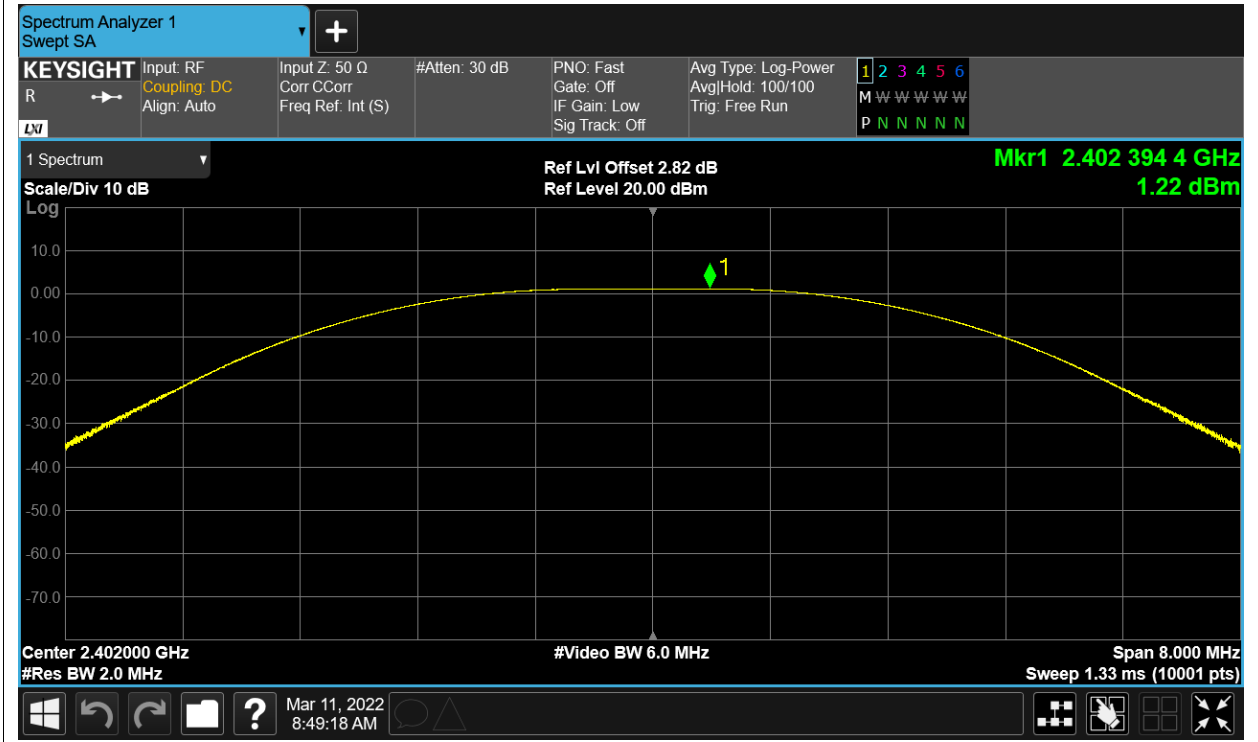 Spectrum Analyzer 1
Swept SA
KEYSIGHT
R
LXI
Input: RF
Coupling: DC
Align: Auto
Input Z: 50 Ω
Corr CCorr
Freq Ref: Int (S)
#Atten: 30 dB
PNO: Fast
Gate: Off
IF Gain: Low
Sig Track: Off
Avg Type: Log-Power
Avg|Hold: 100/100
Trig: Free Run
1 2 3 4 5 6
M W W W W W
P N N N N N
1 Spectrum
Scale/Div 10 dB
Log
Ref Lvl Offset 2.82 dB
Ref Level 20.00 dBm
Mkr1 2.402 394 4 GHz
1.22 dBm
1
10.0
0.00
-10.0
-20.0
-30.0
-40.0
-50.0
-60.0
-70.0
Center 2.402000 GHz
#Res BW 2.0 MHz
#Video BW 6.0 MHz
Span 8.000 MHz
Sweep 1.33 ms (10001 pts)
?
Mar 11, 2022
8:49:18 AM